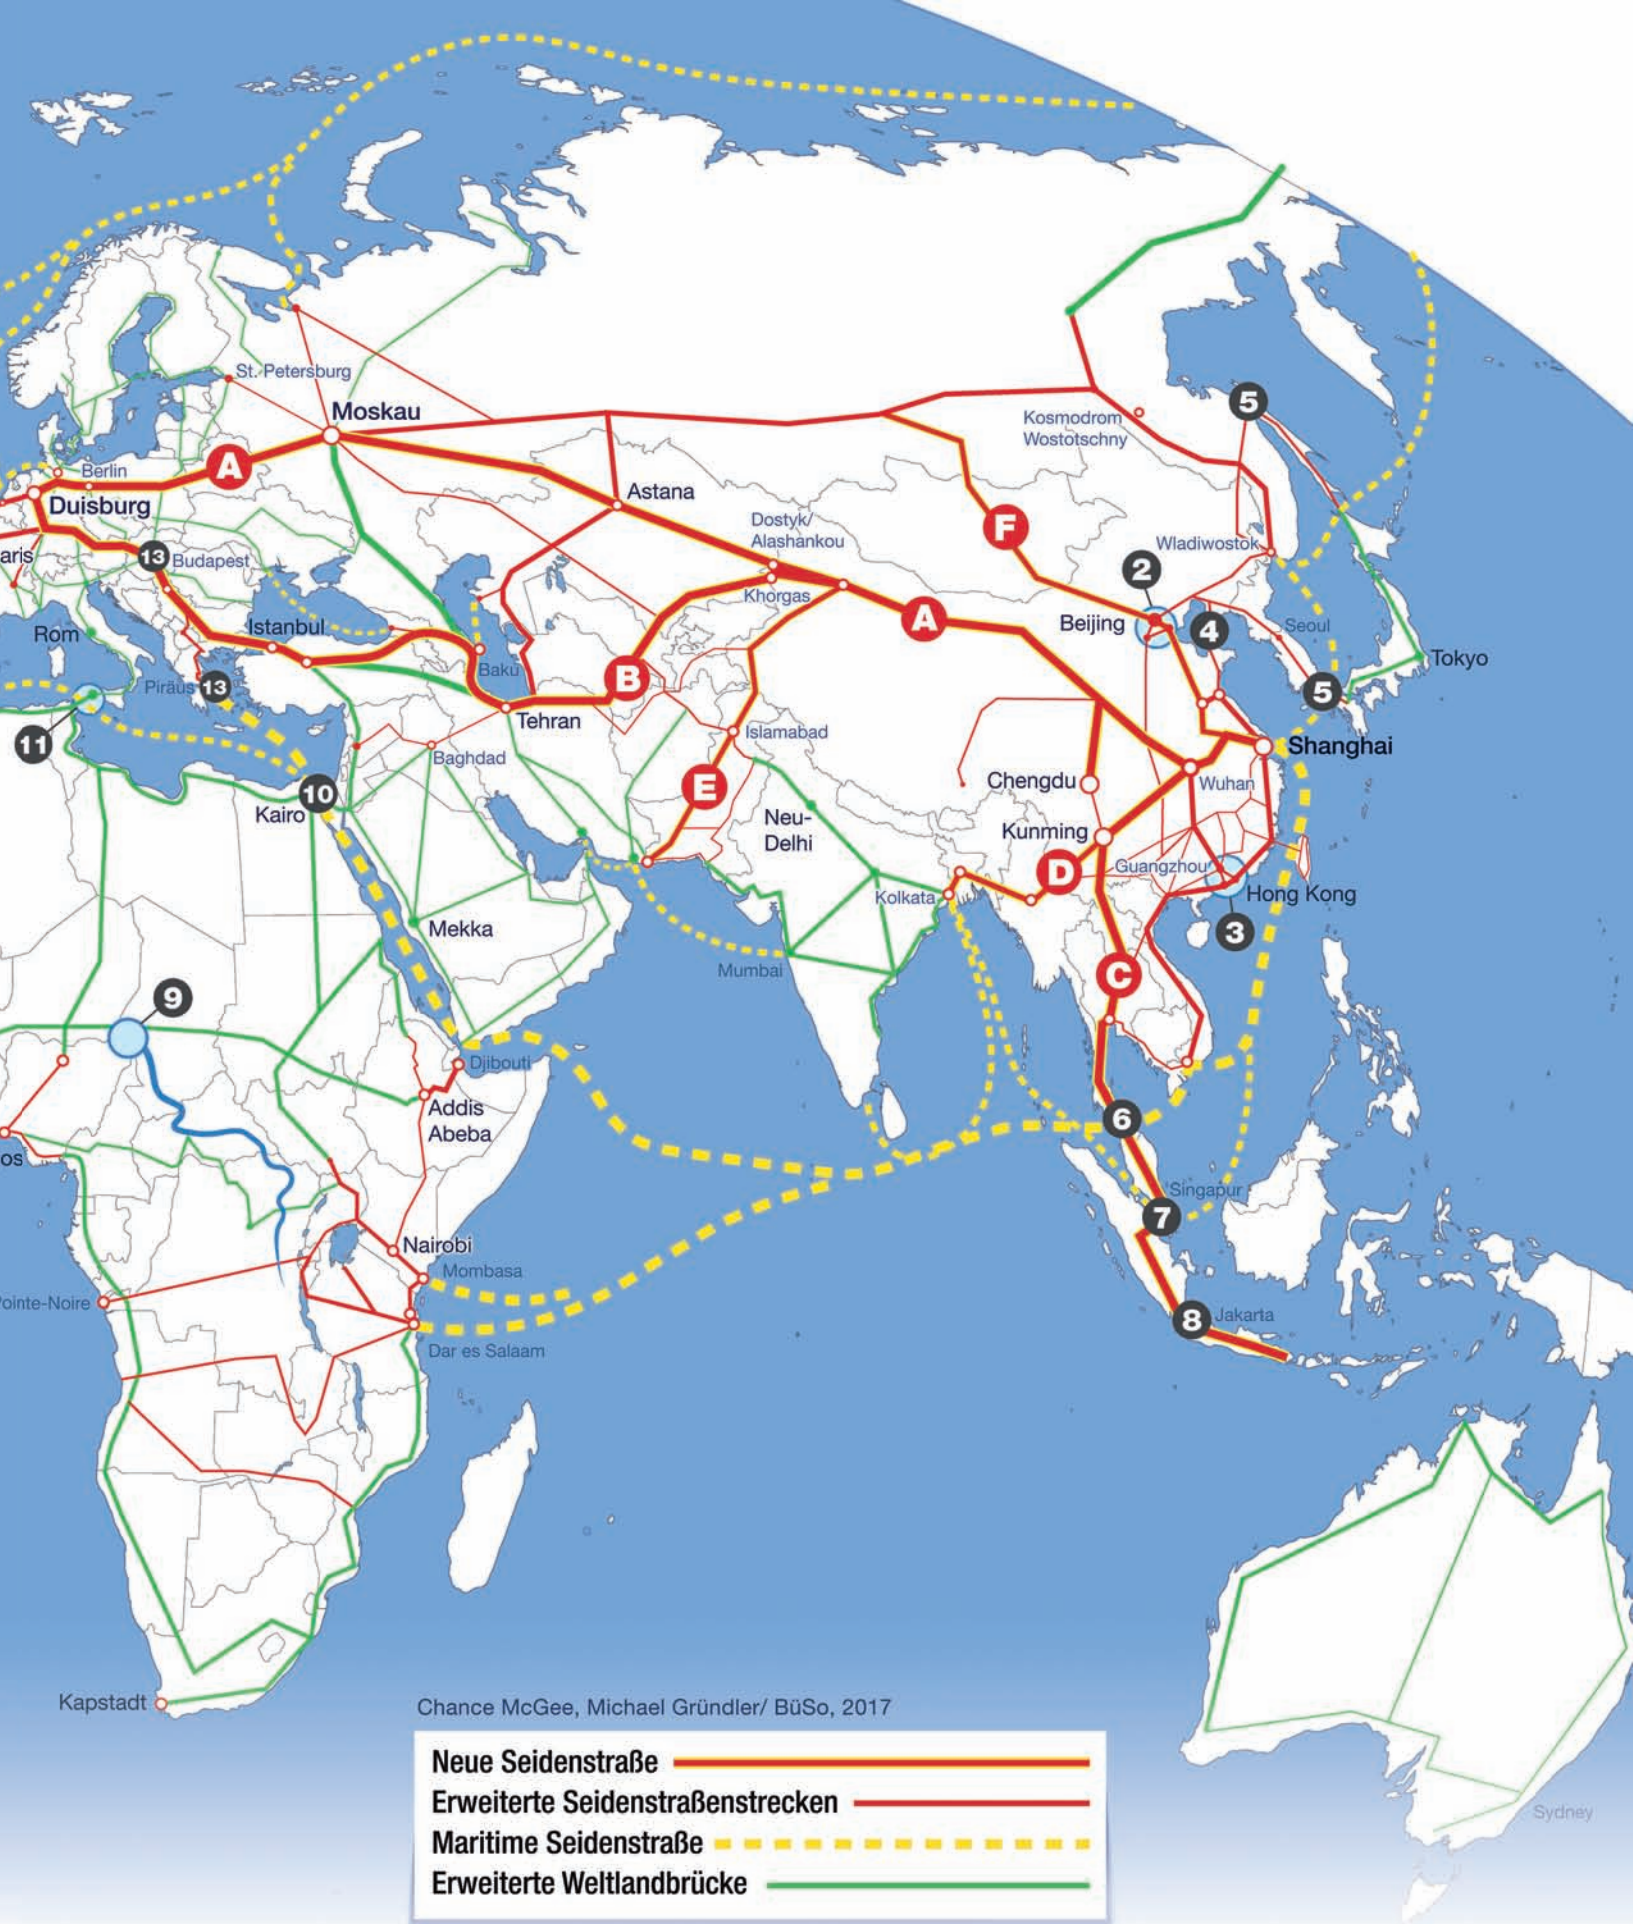 St. Petersburg
Moskau
A
Berlin
Duisburg
Astana
Kosmodrom
Wostotschny
5
Dostyk/
Alashankou
F
Wladiwostok
aris
13
Budapest
2
Khorgas
A
Beijing
4
Seoul
Rom
Istanbul
Tokyo
Baku
B
Piräus
13
5
Tehran
11
Islamabad
Shanghai
Baghdad
Chengdu
Wuhan
E
10
Kairo
Neu-
Delhi
Kunming
D
Guangzhou
Kolkata
Hong Kong
Mekka
3
Mumbai
C
9
Djibouti
Addis
Abeba
6
os
Singapur
7
Nairobi
Mombasa
ointe-Noire
8
Jakarta
Dar es Salaam
Kapstadt
Sydney
Chance McGee, Michael Gründler/ BüSo, 2017
Neue Seidenstraße
Erweiterte Seidenstraßenstrecken
Maritime Seidenstraße
Erweiterte Weltlandbrücke